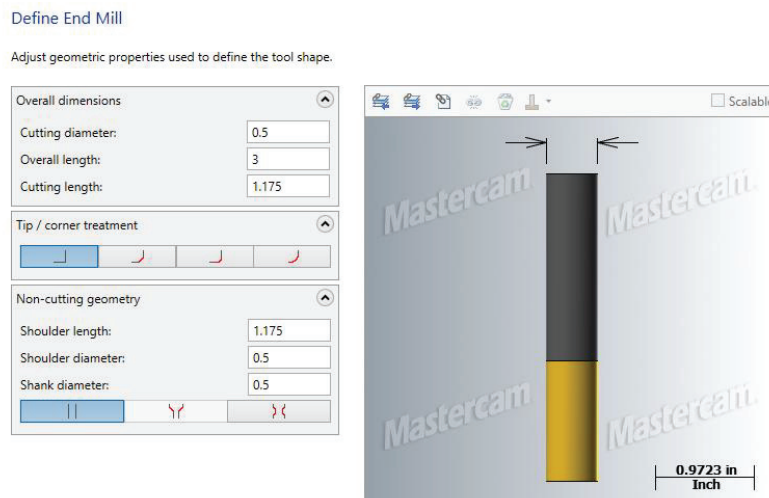 Define End Mill
Adjust geometric properties used to define the tool shape.
Overall dimensions
Cutting diameter: 0.5
Overall length: 3
Cutting length: 1.175
Tip / corner treatment
Non-cutting geometry
Shoulder length: 1.175
Shoulder diameter: 0.5
Shank diameter: 0.5
Scalable
Mastercam Mastercam.
Mastercam Mastercam.
0.9723 in
Inch